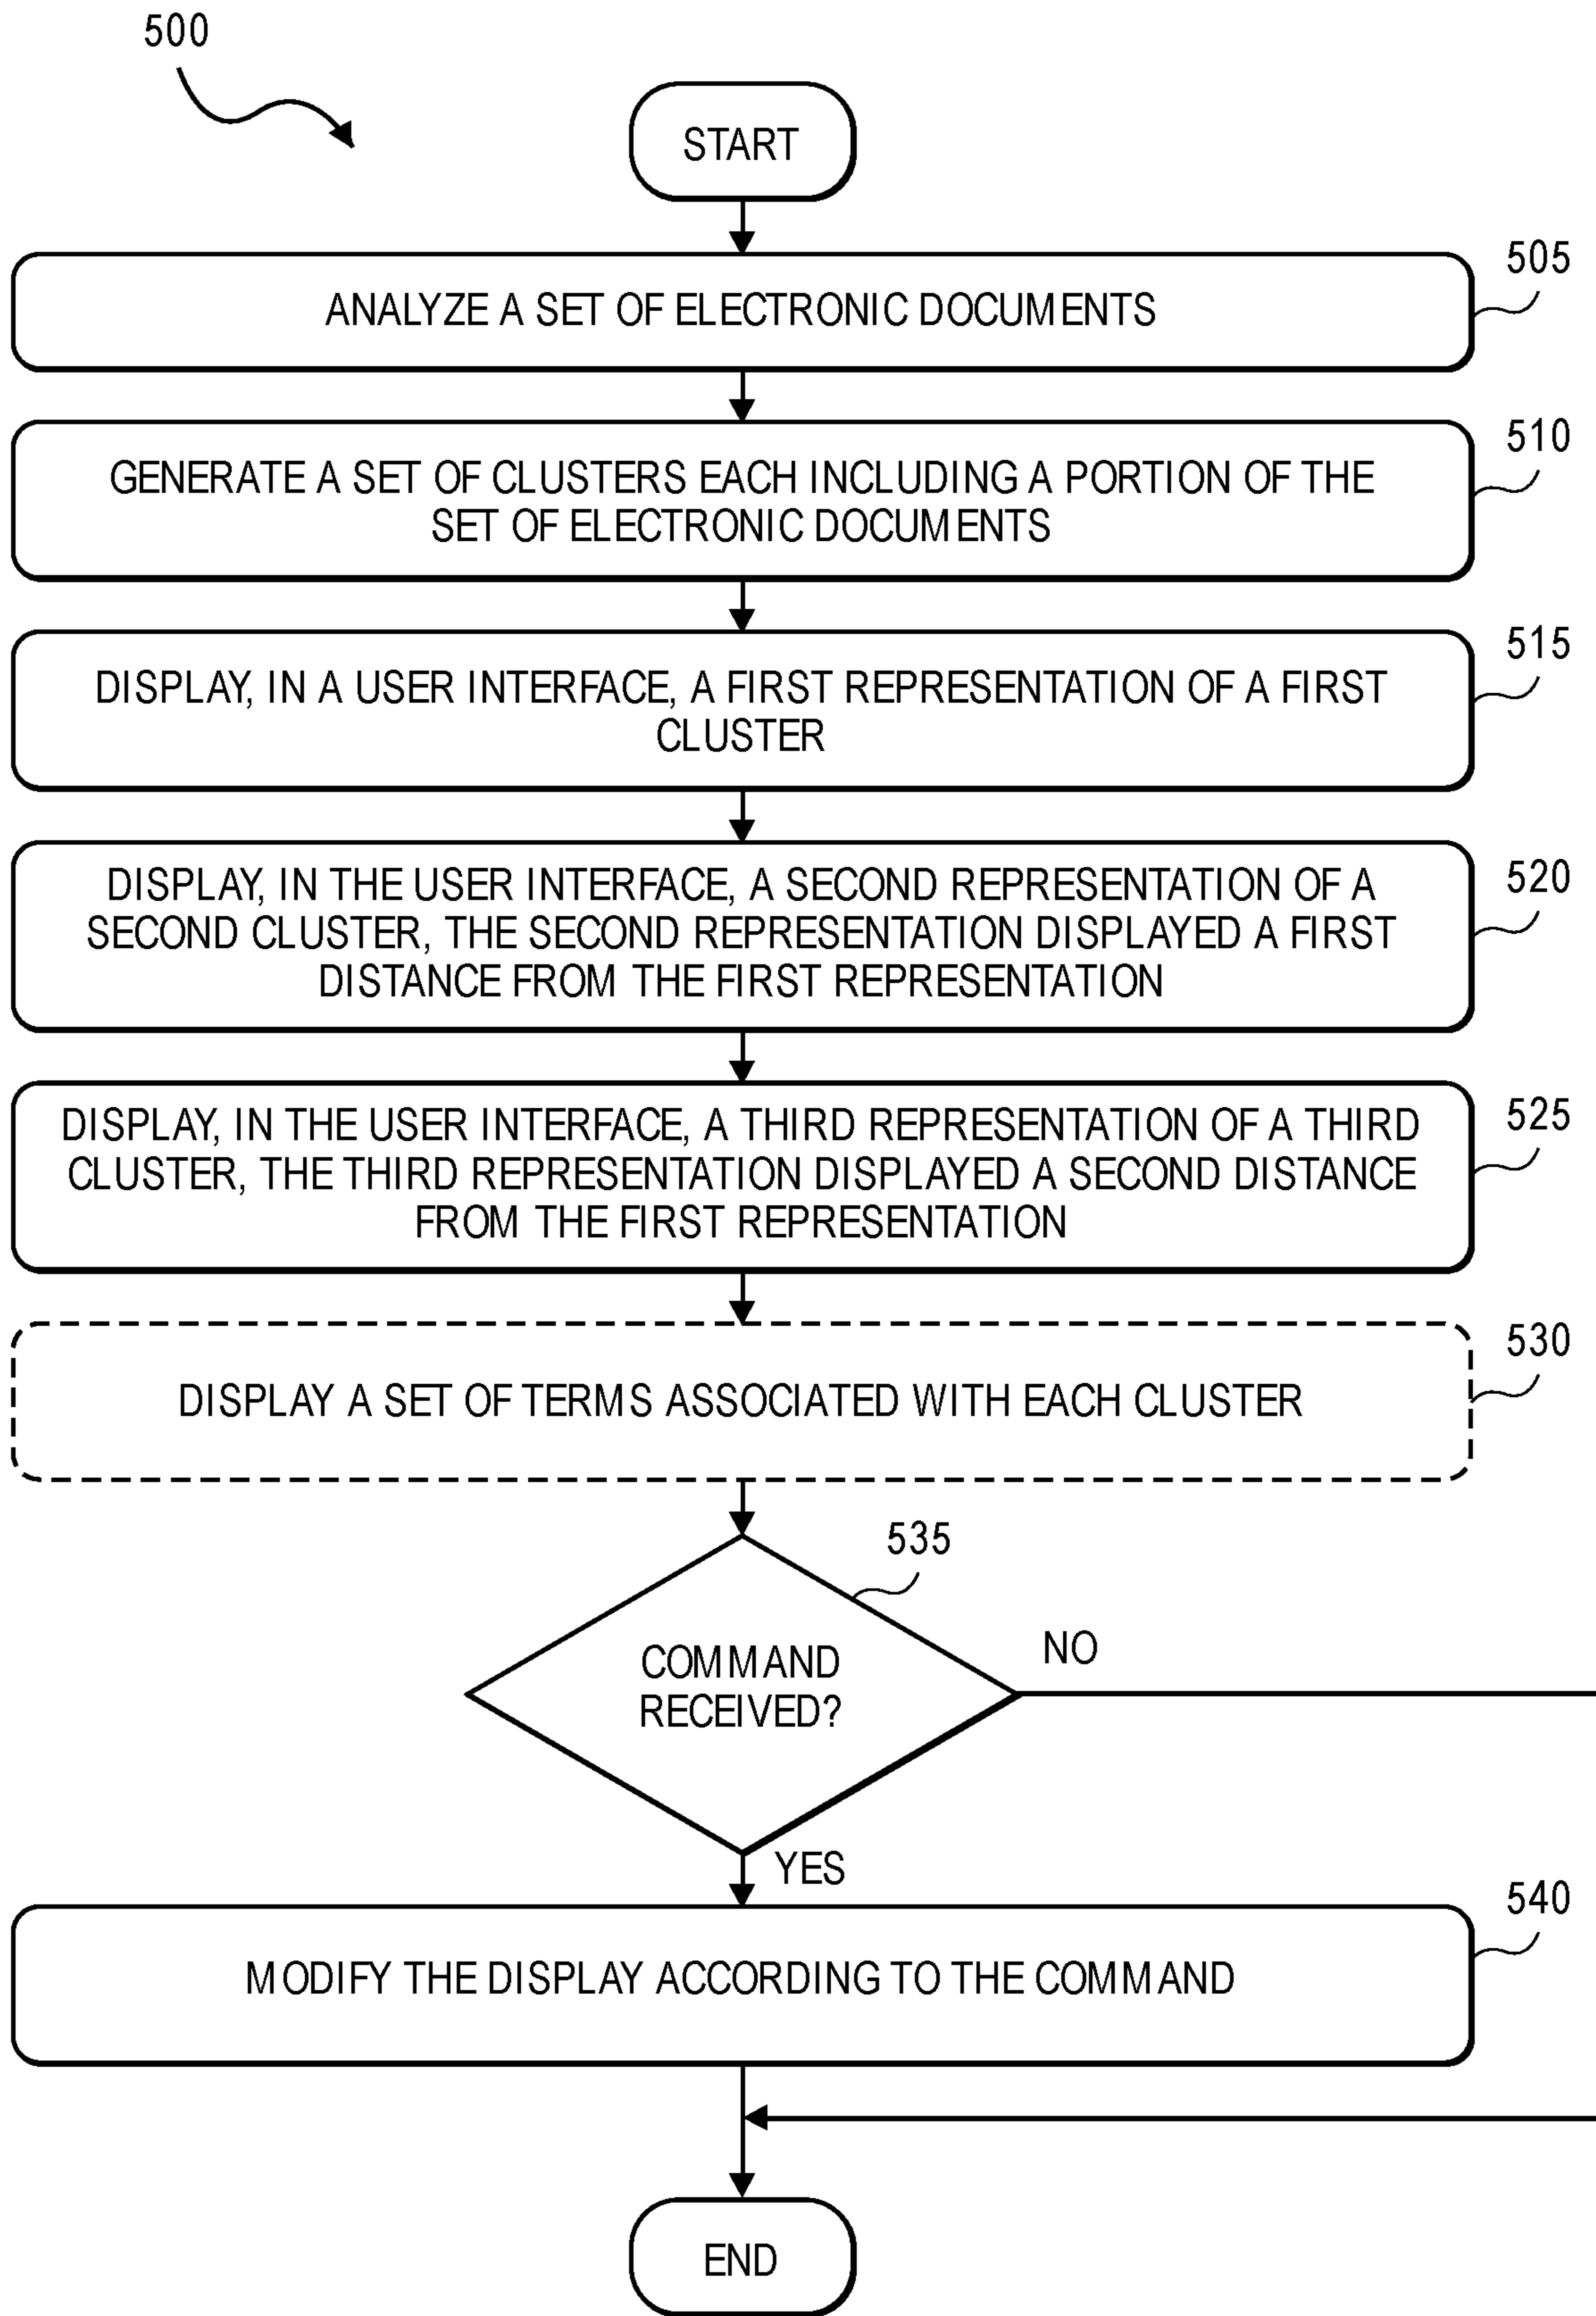 500
START
505
ANALYZE A SET OF ELECTRONIC DOCUMENTS
510
GENERATE A SET OF CLUSTERS EACH INCLUDING A PORTION OF THE
SET OF ELECTRONIC DOCUMENTS
515
DISPLAY, IN A USER INTERFACE, A FIRST REPRESENTATION OF A FIRST
CLUSTER
520
DISPLAY, IN THE USER INTERFACE, A SECOND REPRESENTATION OF A
SECOND CLUSTER, THE SECOND REPRESENTATION DISPLAYED A FIRST
DISTANCE FROM THE FIRST REPRESENTATION
525
DISPLAY, IN THE USER INTERFACE, A THIRD REPRESENTATION OF A THIRD
CLUSTER, THE THIRD REPRESENTATION DISPLAYED A SECOND DISTANCE
FROM THE FIRST REPRESENTATION
530
DISPLAY A SET OF TERMS ASSOCIATED WITH EACH CLUSTER
535
COMMAND
RECEIVED?
NO
YES
540
MODIFY THE DISPLAY ACCORDING TO THE COMMAND
END